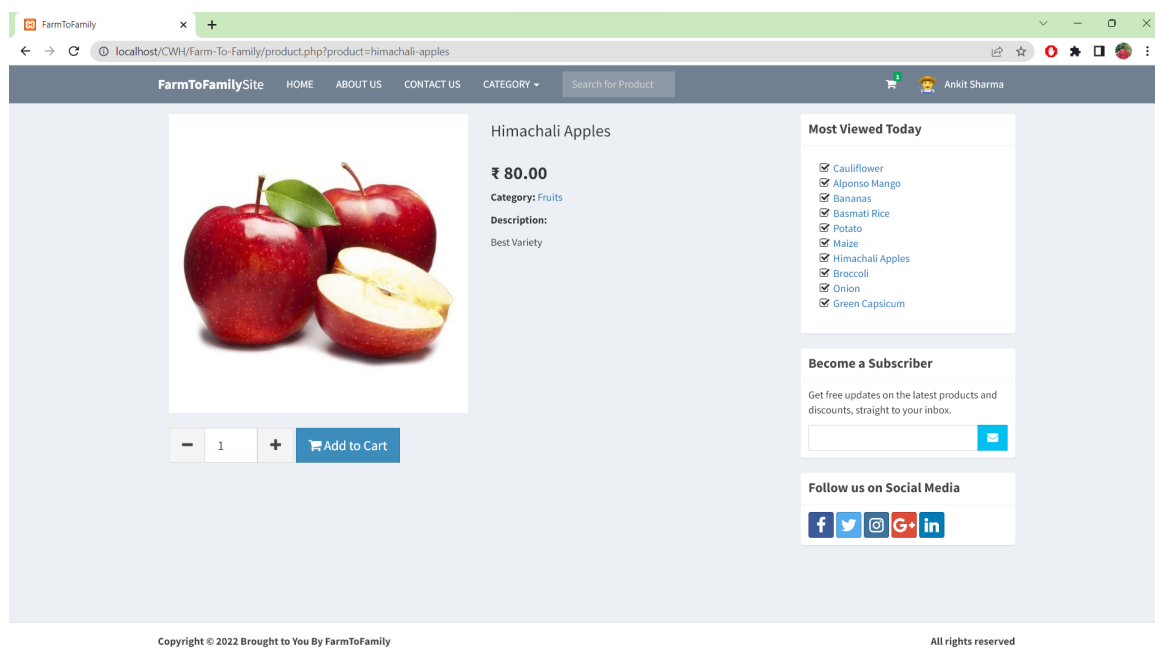 FarmToFamily
localhost/CWH/Farm-To-Family/product.php?product=himachali-apples
FarmToFamilySite HOME ABOUT US CONTACT US CATEGORY Search for Product 1 Ankit Sharma
Himachali Apples
₹ 80.00
Category: Fruits
Description:
Best Variety
1 Add to Cart
Most Viewed Today
Cauliflower
Alponso Mango
Bananas
Basmati Rice
Potato
Maize
Himachali Apples
Broccoli
Onion
Green Capsicum
Become a Subscriber
Get free updates on the latest products and
discounts, straight to your inbox.
Follow us on Social Media
f G+ in
Copyright © 2022 Brought to You By FarmToFamily All rights reserved